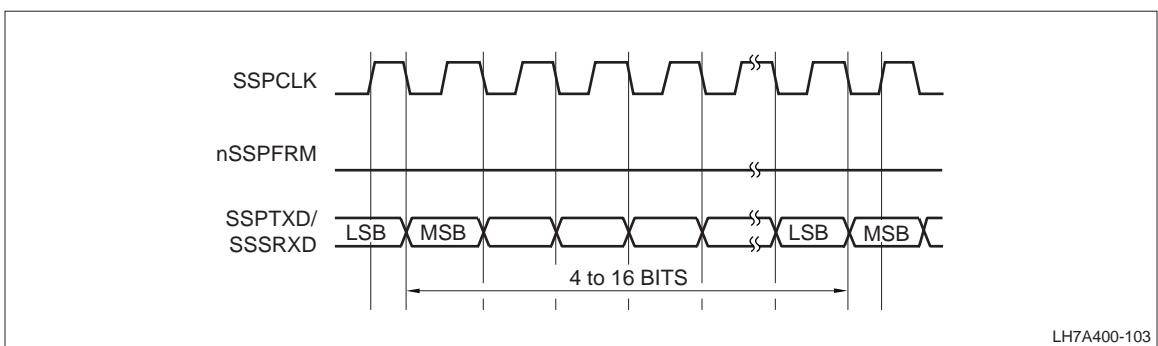 SSPCLK
nSSPFRM
SSPTXD/
SSSRXD
LSB MSB LSB MSB
4 to 16 BITS
LH7A400-103